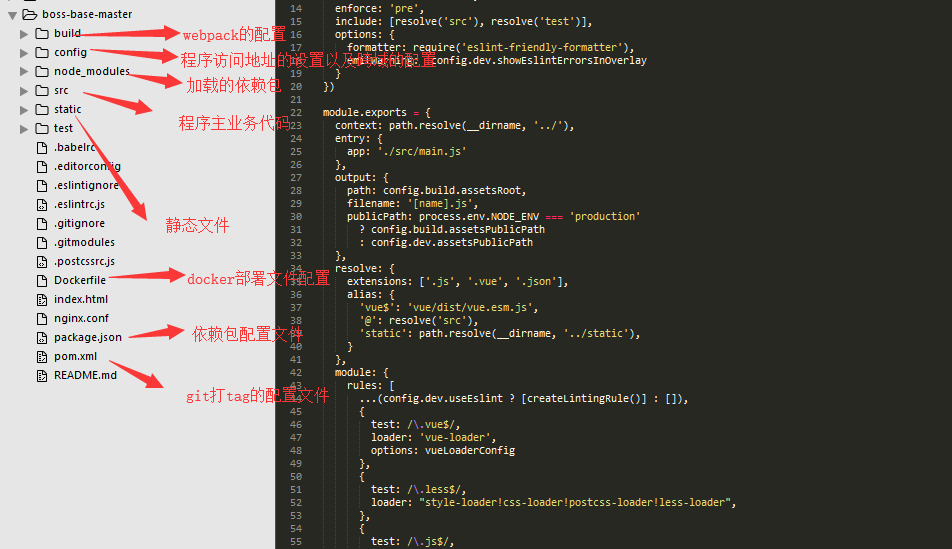 boss-base-master
build
webpack的配置
config
程序访问地址的设置以及跨域的配置
node_modules
加载的依赖包
src
程序主业务代码
static
静态文件
test
.babelrc
.editorconfig
.eslintignore
.eslintrc.js
.gitignore
.gitmodules
.postcssrc.js
Dockerfile
docker部署文件配置
index.html
nginx.conf
package.json
依赖包配置文件
pom.xml
git打tag的配置文件
README.md
14 enforce: 'pre',
15 include: [resolve('src'), resolve('test')],
16 options: {
17 formatter: require('eslint-friendly-formatter'),
18 config.dev.showEslintErrorsInOverlay
19 }
20 })
21
22 module.exports = {
23 context: path.resolve(__dirname, '../'),
24 entry: {
25 app: './src/main.js'
26 },
27 output: {
28 path: config.build.assetsRoot,
29 filename: '[name].js',
30 publicPath: process.env.NODE_ENV === 'production'
31 ? config.build.assetsPublicPath
32 : config.dev.assetsPublicPath
33 },
34 resolve: {
35 extensions: ['.js', '.vue', '.json'],
36 alias: {
37 'vue$': 'vue/dist/vue.esm.js',
38 '@': resolve('src'),
39 'static': path.resolve(__dirname, '../static'),
40 }
41 },
42 module: {
43 rules: [
44 ...(config.dev.useEslint ? [createLintingRule()] : []),
45 {
46 test: /\.vue$/,
47 loader: 'vue-loader',
48 options: vueLoaderConfig
49 },
50 {
51 test: /\.less$/,
52 loader: "style-loader!css-loader!postcss-loader!less-loader",
53 },
54 {
55 test: /\.js$/,